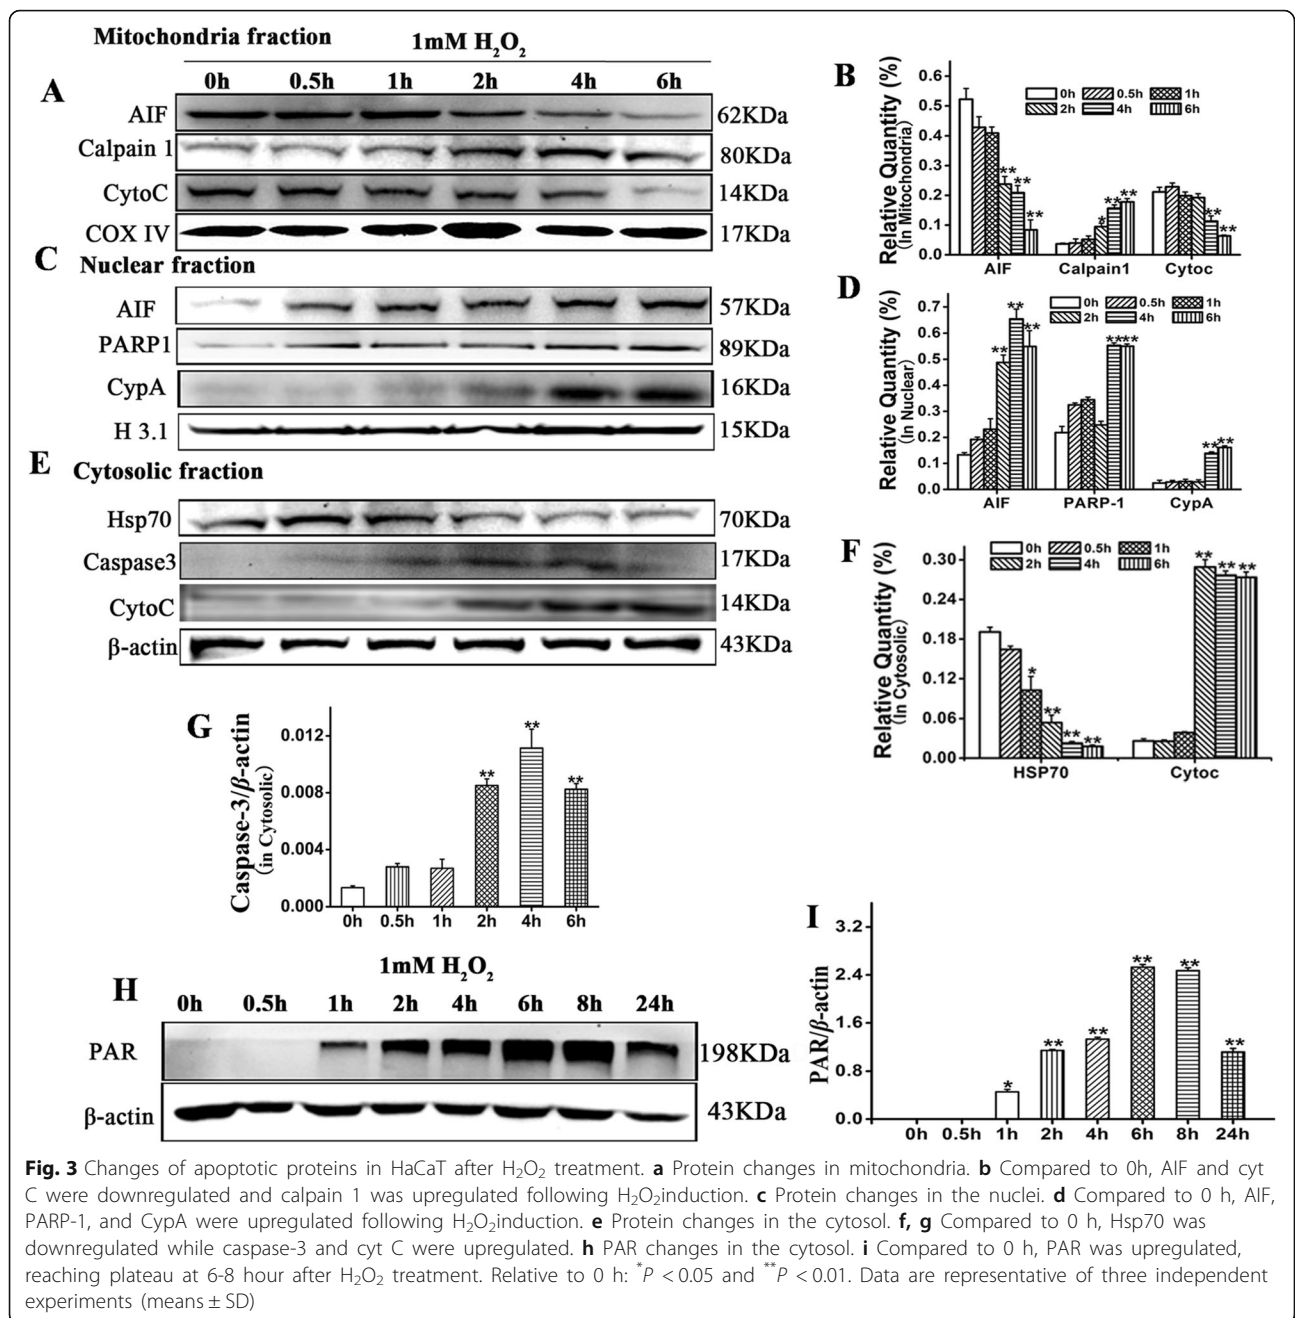 Mitochondria fraction
1mM H₂O₂
0h 0.5h 1h 2h 4h 6h
A
AIF 62KDa
Calpain 1 80KDa
CytoC 14KDa
COX IV 17KDa
B
Relative Quantity (%)
(In Mitochondria)
0.6
0.5
0.4
0.3
0.2
0.1
0.0
0h 0.5h 1h
2h 4h 6h
** ** **
* ** **
** **
AIF Calpain1 Cytoc
C Nuclear fraction
AIF 57KDa
PARP1 89KDa
CypA 16KDa
H 3.1 15KDa
D
Relative Quantity (%)
(In Nuclear)
0.7
0.6
0.5
0.4
0.3
0.2
0.1
0.0
0h 0.5h 1h
2h 4h 6h
** ** **
****
** **
AIF PARP-1 CypA
E Cytosolic fraction
Hsp70 70KDa
Caspase3 17KDa
CytoC 14KDa
β-actin 43KDa
F
Relative Quantity (%)
(In Cytosolic)
0.30
0.24
0.18
0.12
0.06
0.00
0h 0.5h 1h
2h 4h 6h
* ** ** **
** ** **
HSP70 Cytoc
G
Caspase-3/β-actin
(in Cytosolic)
0.012
0.008
0.004
0.000
** ** **
0h 0.5h 1h 2h 4h 6h
H
1mM H₂O₂
0h 0.5h 1h 2h 4h 6h 8h 24h
PAR 198KDa
β-actin 43KDa
I
PAR/β-actin
3.2
2.4
1.6
0.8
0.0
* ** ** ** ** **
0h 0.5h 1h 2h 4h 6h 8h 24h
Fig. 3 Changes of apoptotic proteins in HaCaT after H₂O₂ treatment. a Protein changes in mitochondria. b Compared to 0h, AIF and cyt
C were downregulated and calpain 1 was upregulated following H₂O₂induction. c Protein changes in the nuclei. d Compared to 0 h, AIF,
PARP-1, and CypA were upregulated following H₂O₂induction. e Protein changes in the cytosol. f, g Compared to 0 h, Hsp70 was
downregulated while caspase-3 and cyt C were upregulated. h PAR changes in the cytosol. i Compared to 0 h, PAR was upregulated,
reaching plateau at 6-8 hour after H₂O₂ treatment. Relative to 0 h: *P < 0.05 and **P < 0.01. Data are representative of three independent
experiments (means ± SD)